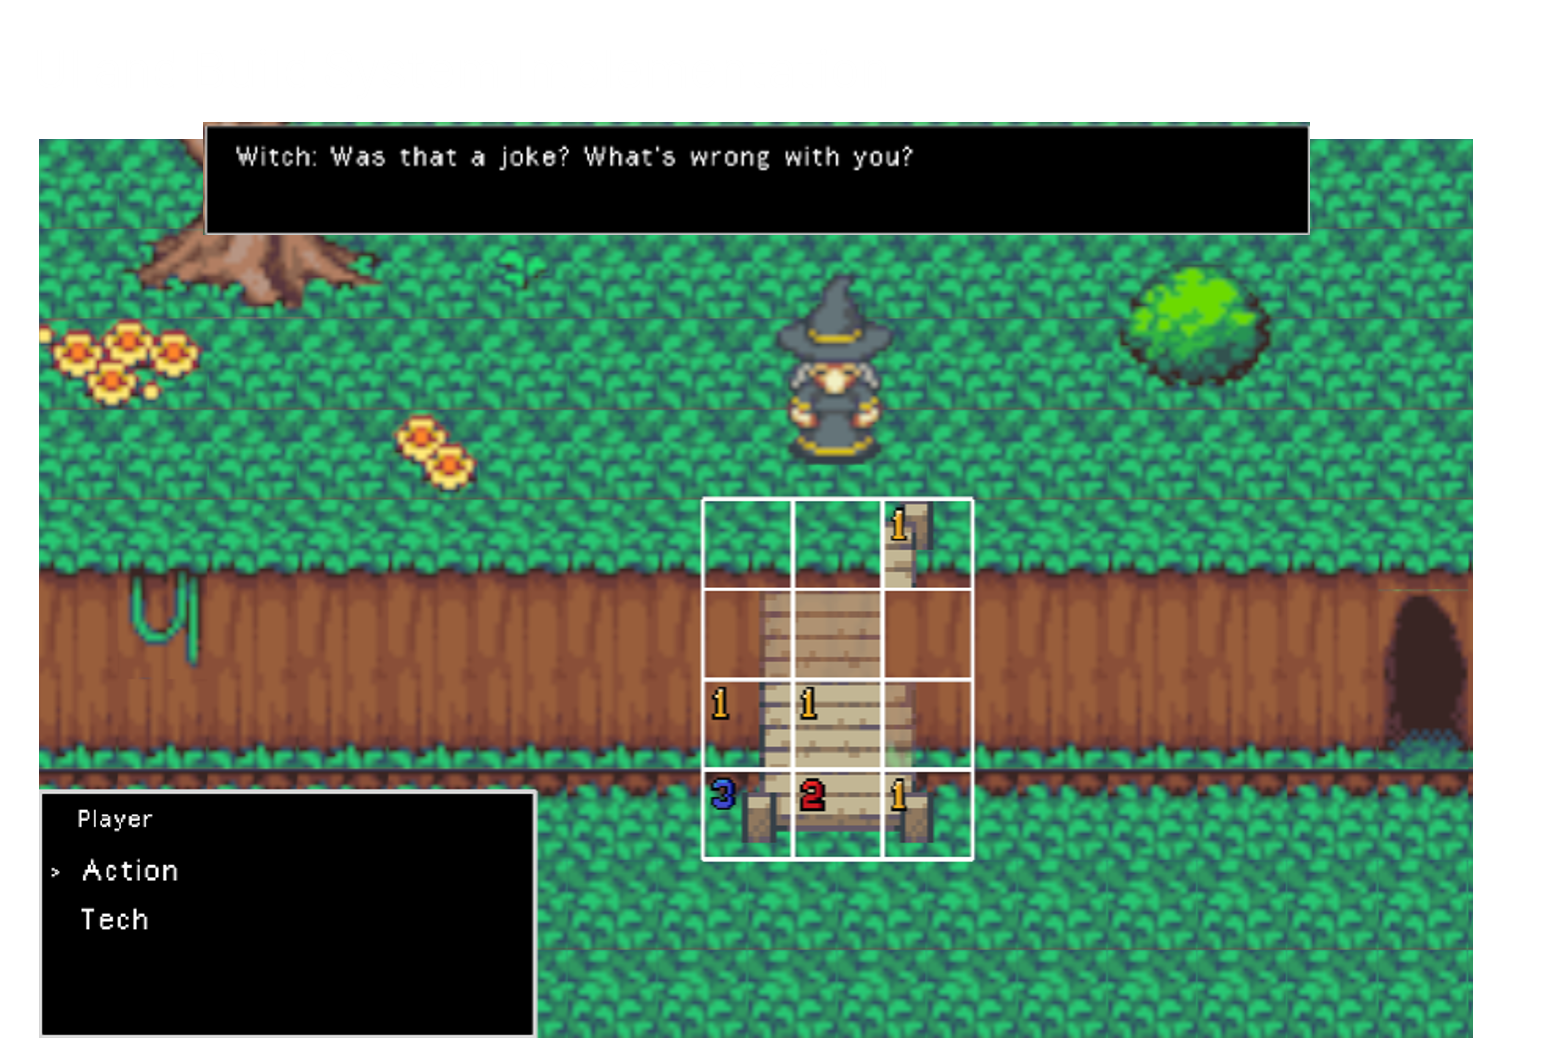 Witch: Was that a joke? What's wrong with you?
1
1 1
3 2 1
Player
> Action
Tech